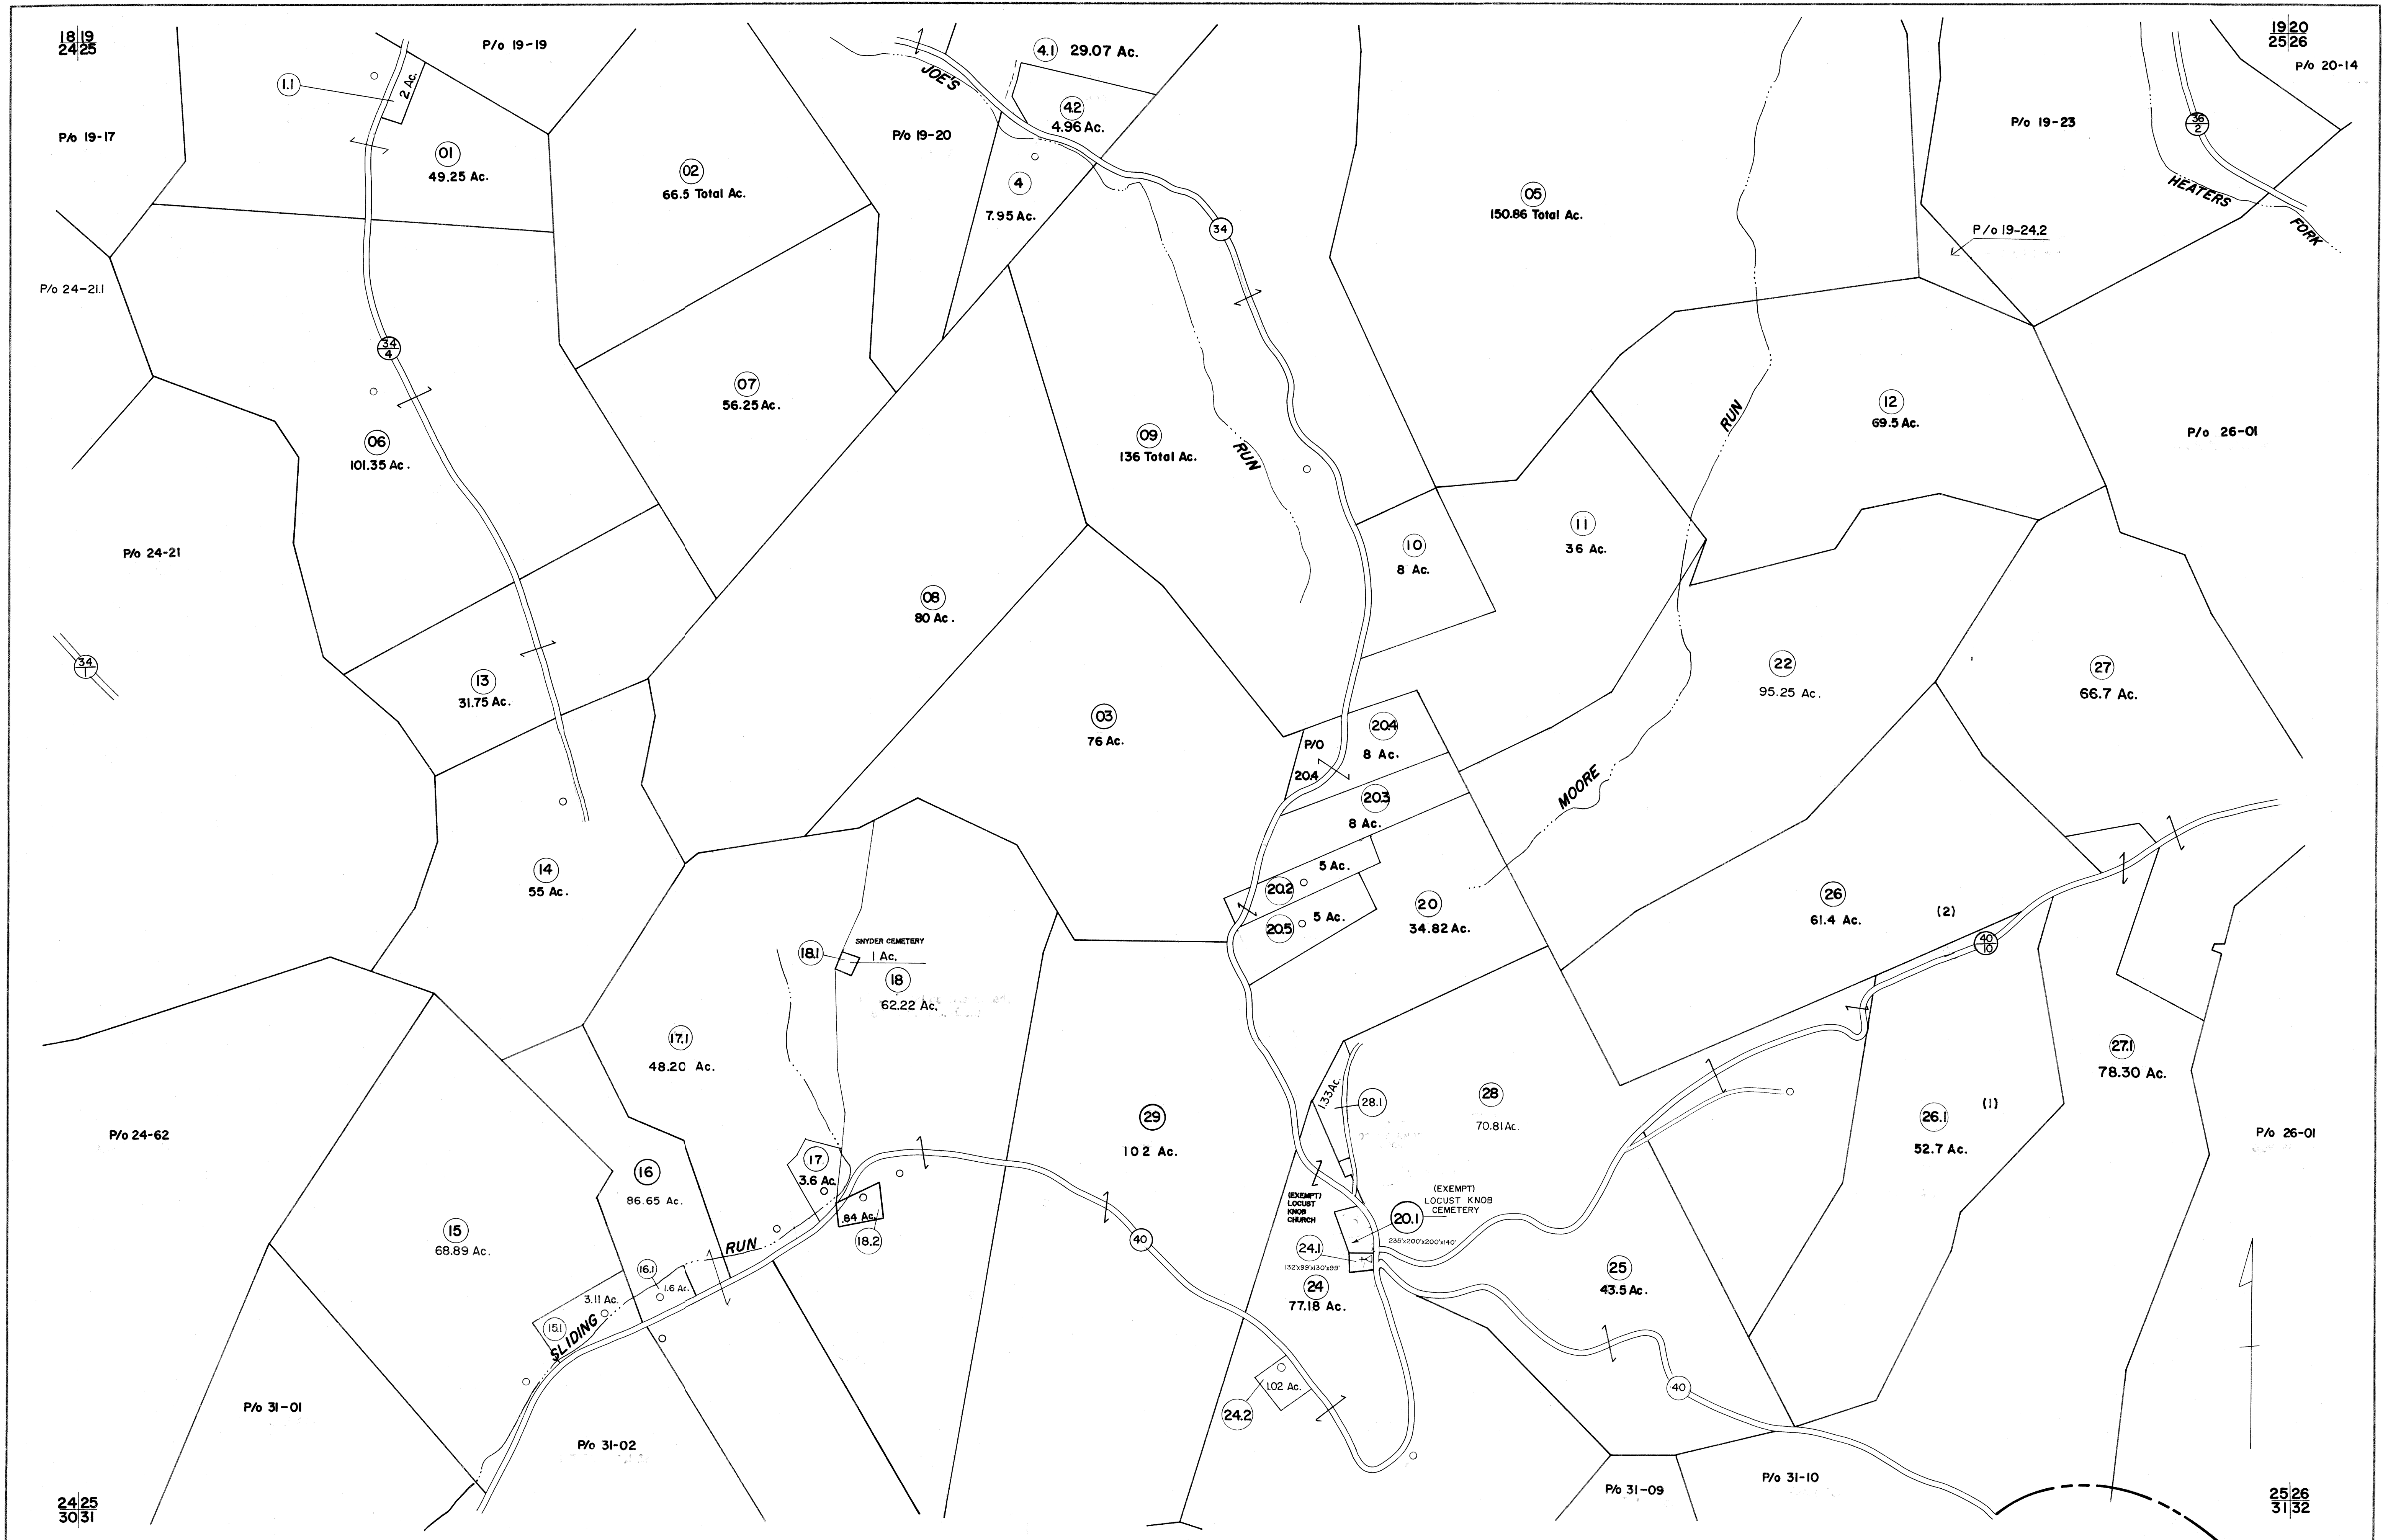 18 19
24 25
P/o 19-19
1.1
2 Ac.
P/o 19-17
01
49.25 Ac.
02
66.5 Total Ac.
JOE'S
P/o 19-20
4.1 29.07 Ac.
4.2
4.96 Ac.
4
7.95 Ac.
34
05
150.86 Total Ac.
P/o 19-23
19 20
25 26
P/o 20-14
36
2
HEATERS
FORK
P/o 19-24.2
P/o 24-21.1
34
4
06
101.35 Ac.
07
56.25 Ac.
09
136 Total Ac.
RUN
RUN
12
69.5 Ac.
P/o 26-01
P/o 24-21
10
8 Ac.
11
36 Ac.
08
80 Ac.
34
1
13
31.75 Ac.
03
76 Ac.
22
95.25 Ac.
27
66.7 Ac.
P/O
20.4
20.4
8 Ac.
20.3
8 Ac.
MOORE
14
55 Ac.
20.2
5 Ac.
20.5
5 Ac.
20
34.82 Ac.
26
61.4 Ac.
(2)
40
10
SNYDER CEMETERY
18.1
1 Ac.
18
62.22 Ac.
17.1
48.20 Ac.
P/o 24-62
29
102 Ac.
1.33 Ac.
28.1
28
70.81 Ac.
26.1
(1)
52.7 Ac.
27.1
78.30 Ac.
P/o 26-01
17
3.6 Ac.
16
86.65 Ac.
15
68.89 Ac.
.84 Ac.
18.2
RUN
16.1
1.6 Ac.
3.11 Ac.
15.1
SLIDING
40
(EXEMPT)
LOCUST
KNOB
CHURCH
(EXEMPT)
LOCUST KNOB
CEMETERY
20.1
235'x200'x200'x140'
24.1
132'x99'x130'x99'
24
77.18 Ac.
25
43.5 Ac.
1.02 Ac.
24.2
40
P/o 31-01
P/o 31-02
P/o 31-09
P/o 31-10
24 25
30 31
25 26
31 32